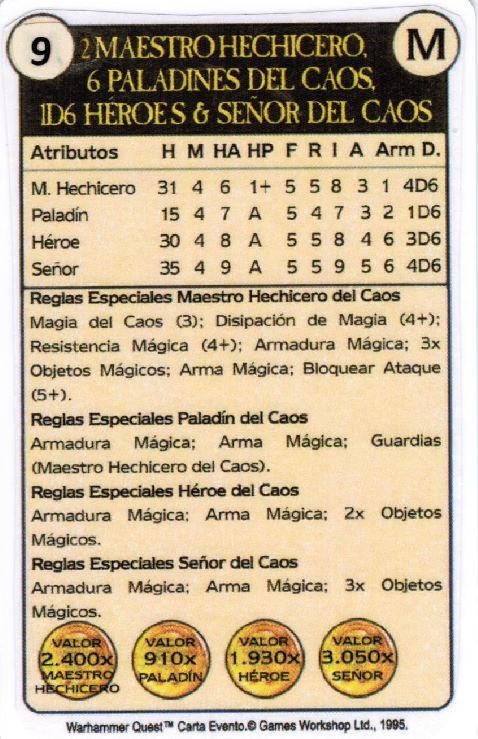 9
2 MAESTRO HECHICERO,
M
6 PALADINES DEL CAOS,
1D6 HÉROES & SEÑOR DEL CAOS
Atributos H M HA HP F R I A Arm D.
M. Hechicero 31 4 6 1+ 5 5 8 3 1 4D6
Paladín 15 4 7 A 5 4 7 3 2 1D6
Héroe 30 4 8 A 5 5 8 4 6 3D6
Señor 35 4 9 A 5 5 9 5 6 4D6
Reglas Especiales Maestro Hechicero del Caos
Magia del Caos (3); Disipación de Magia (4+);
Resistencia Mágica (4+); Armadura Mágica; 3x
Objetos Mágicos; Arma Mágica; Bloquear Ataque
(5+).
Reglas Especiales Paladín del Caos
Armadura Mágica; Arma Mágica; Guardias
(Maestro Hechicero del Caos).
Reglas Especiales Héroe del Caos
Armadura Mágica; Arma Mágica; 2x Objetos
Mágicos.
Reglas Especiales Señor del Caos
Armadura Mágica; Arma Mágica; 3x Objetos
Mágicos.
VALOR
2.400x
MAESTRO
HECHICERO
VALOR
910x
PALADÍN
VALOR
1.930x
HÉROE
VALOR
3.050x
SEÑOR
Warhammer Quest™ Carta Evento.© Games Workshop Ltd., 1995.